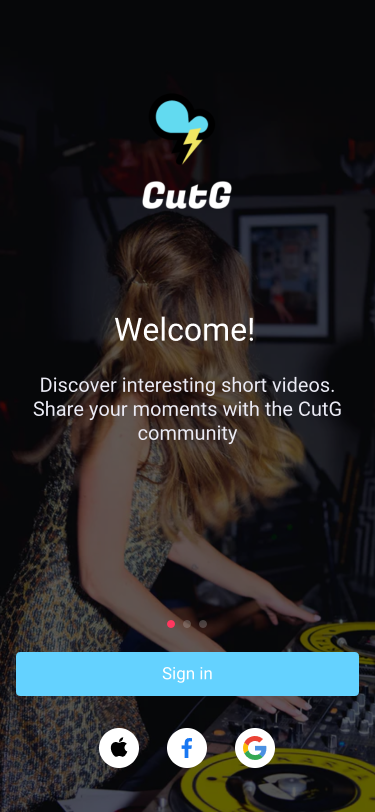 CutG
Welcome!
Discover interesting short videos.
Share your moments with the CutG
community
Sign in